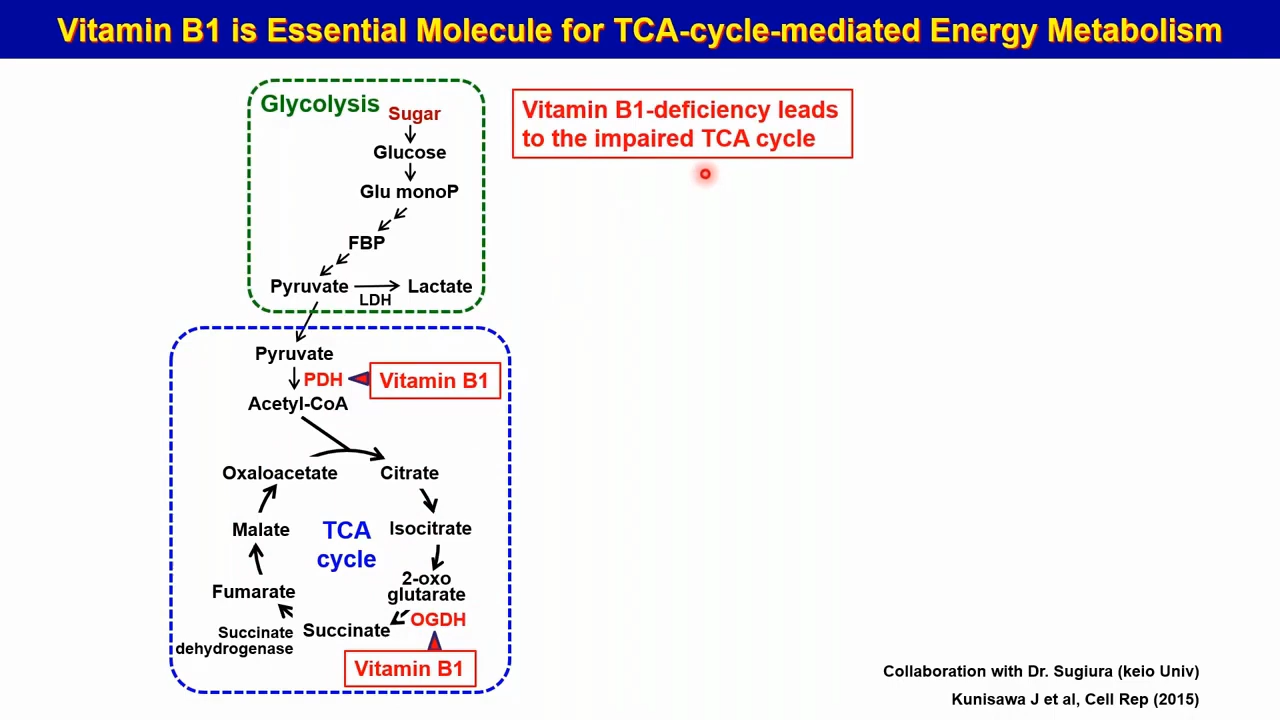 Vitamin B1 is Essential Molecule for TCA-cycle-mediated Energy Metabolism
Glycolysis
Sugar
Glucose
Glu monoP
FBP
Pyruvate
LDH
Lactate
Vitamin B1-deficiency leads
to the impaired TCA cycle
Pyruvate
PDH
Vitamin B1
Acetyl-CoA
Oxaloacetate
Citrate
Malate
TCA
cycle
Isocitrate
2-oxo
glutarate
Fumarate
OGDH
Succinate
dehydrogenase
Succinate
Vitamin B1
Collaboration with Dr. Sugiura (keio Univ)
Kunisawa J et al, Cell Rep (2015)